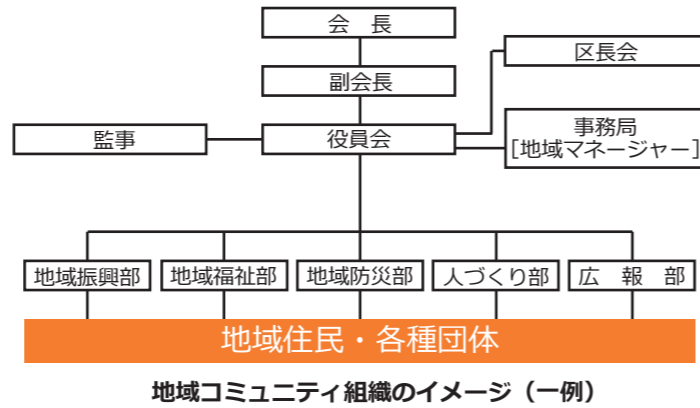 会　長
副会長
区長会
監事
役員会
事務局
［地域マネージャー］
地域振興部
地域福祉部
地域防災部
人づくり部
広　報　部
地域住民・各種団体
地域コミュニティ組織のイメージ（一例）